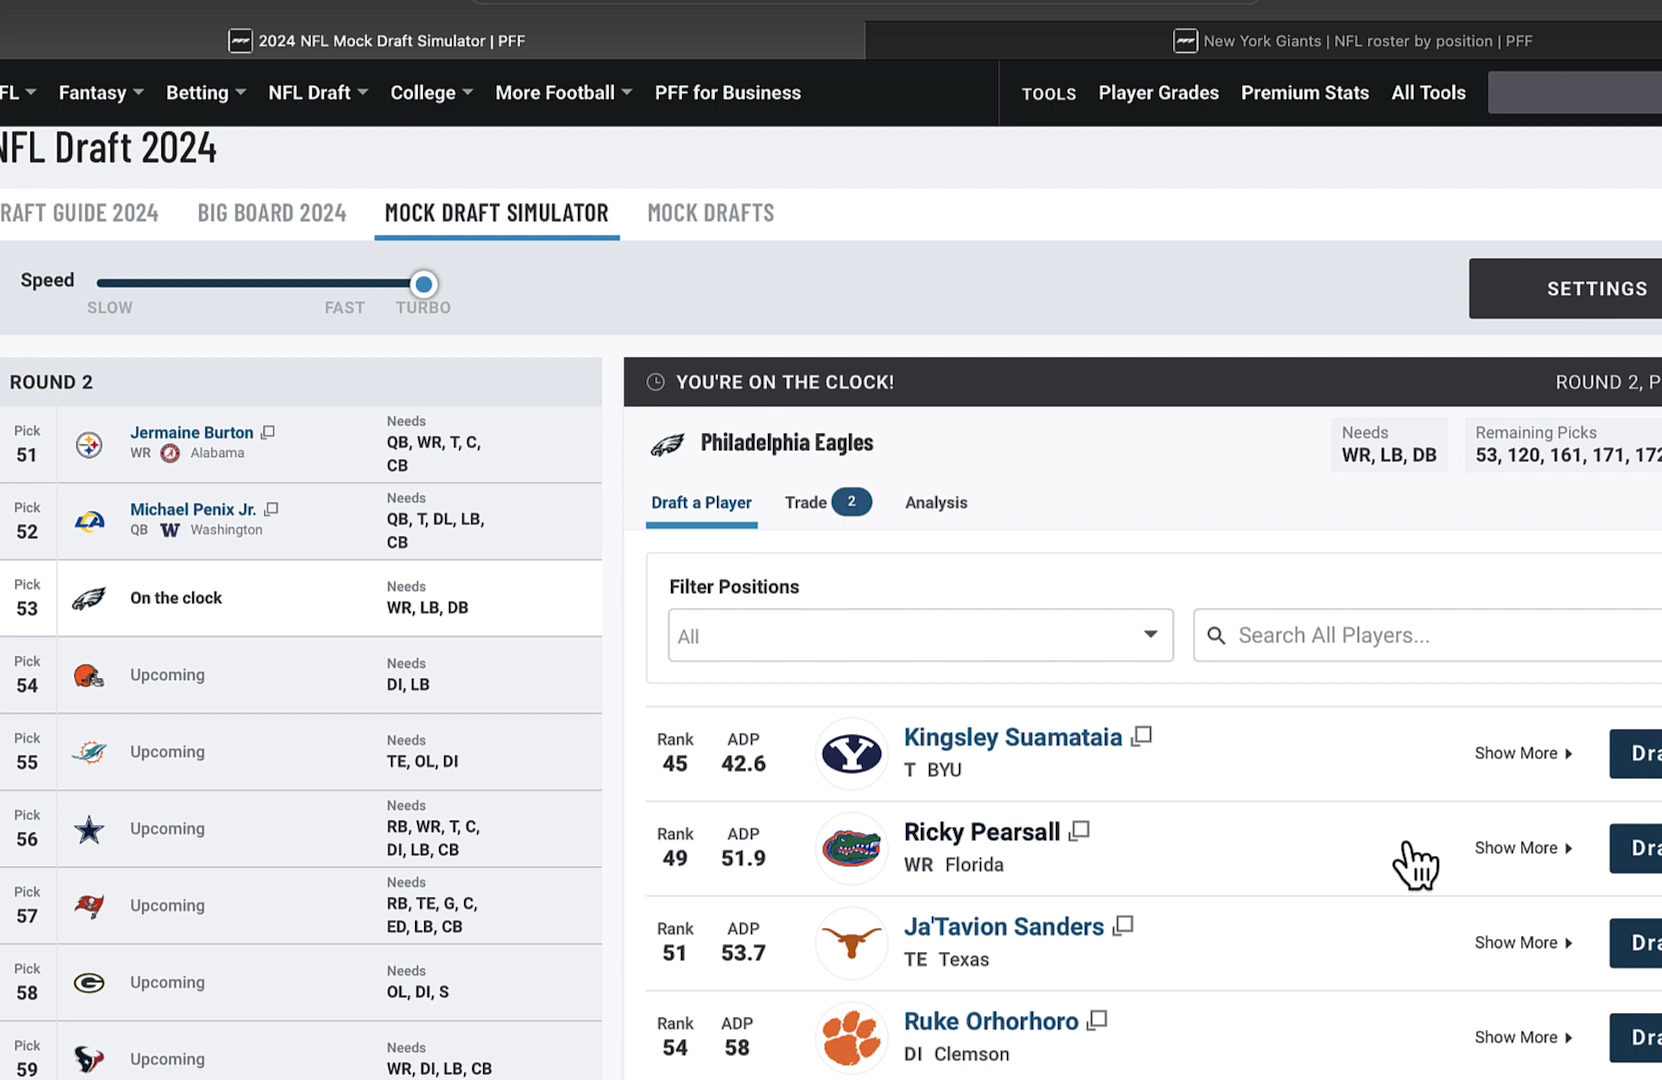 2024 NFL Mock Draft Simulator | PFF
New York Giants | NFL roster by position | PFF
FL
Fantasy
Betting
NFL Draft
College
More Football
PFF for Business
TOOLS
Player Grades
Premium Stats
All Tools
NFL Draft 2024
RAFT GUIDE 2024
BIG BOARD 2024
MOCK DRAFT SIMULATOR
MOCK DRAFTS
Speed
SLOW
FAST
TURBO
SETTINGS
ROUND 2
Pick
51
Jermaine Burton
WR Alabama
Needs
QB, WR, T, C,
CB
Pick
52
Michael Penix Jr.
QB W Washington
Needs
QB, T, DL, LB,
CB
Pick
53
On the clock
Needs
WR, LB, DB
Pick
54
Upcoming
Needs
DI, LB
Pick
55
Upcoming
Needs
TE, OL, DI
Pick
56
Upcoming
Needs
RB, WR, T, C,
DI, LB, CB
Pick
57
Upcoming
Needs
RB, TE, G, C,
ED, LB, CB
Pick
58
Upcoming
Needs
OL, DI, S
Pick
59
Upcoming
Needs
WR, DI, LB, CB
YOU'RE ON THE CLOCK!
ROUND 2, P
Philadelphia Eagles
Needs
WR, LB, DB
Remaining Picks
53, 120, 161, 171, 172
Draft a Player
Trade 2
Analysis
Filter Positions
All
Search All Players...
Rank
45
ADP
42.6
Y
Kingsley Suamataia
T BYU
Show More
Dra
Rank
49
ADP
51.9
Ricky Pearsall
WR Florida
Show More
Dra
Rank
51
ADP
53.7
Ja'Tavion Sanders
TE Texas
Show More
Dra
Rank
54
ADP
58
Ruke Orhorhoro
DI Clemson
Show More
Dra